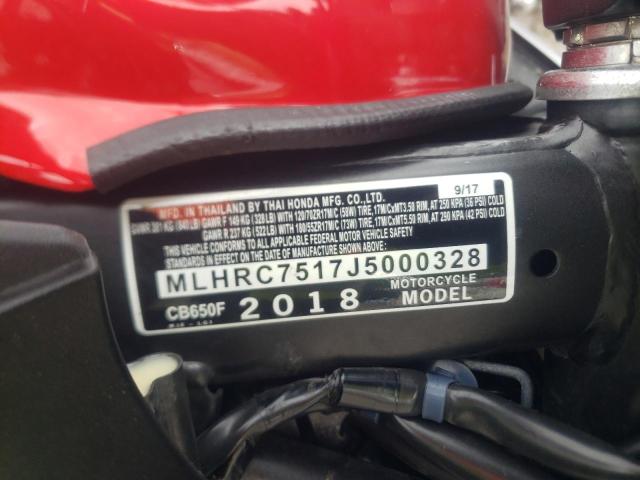 MFD. IN THAILAND BY THAI HONDA MFG. CO.,LTD. 9/17
GAWR F 149 KG (328 LB) WITH 120/70ZR17M/C (58W) TIRE, 17M/CxMT3.50 RIM, AT 250 KPA (36 PSI) COLD
GAWR R 237 KG (522 LB) WITH 180/55ZR17M/C (73W) TIRE, 17M/CxMT5.50 RIM, AT 290 KPA (42 PSI) COLD
THIS VEHICLE CONFORMS TO ALL APPLICABLE FEDERAL MOTOR VEHICLE SAFETY
STANDARDS IN EFFECT ON THE DATE OF MANUFACTURE SHOWN ABOVE
MLHRC7517J5000328
CB650F 2018 MOTORCYCLE
MODEL